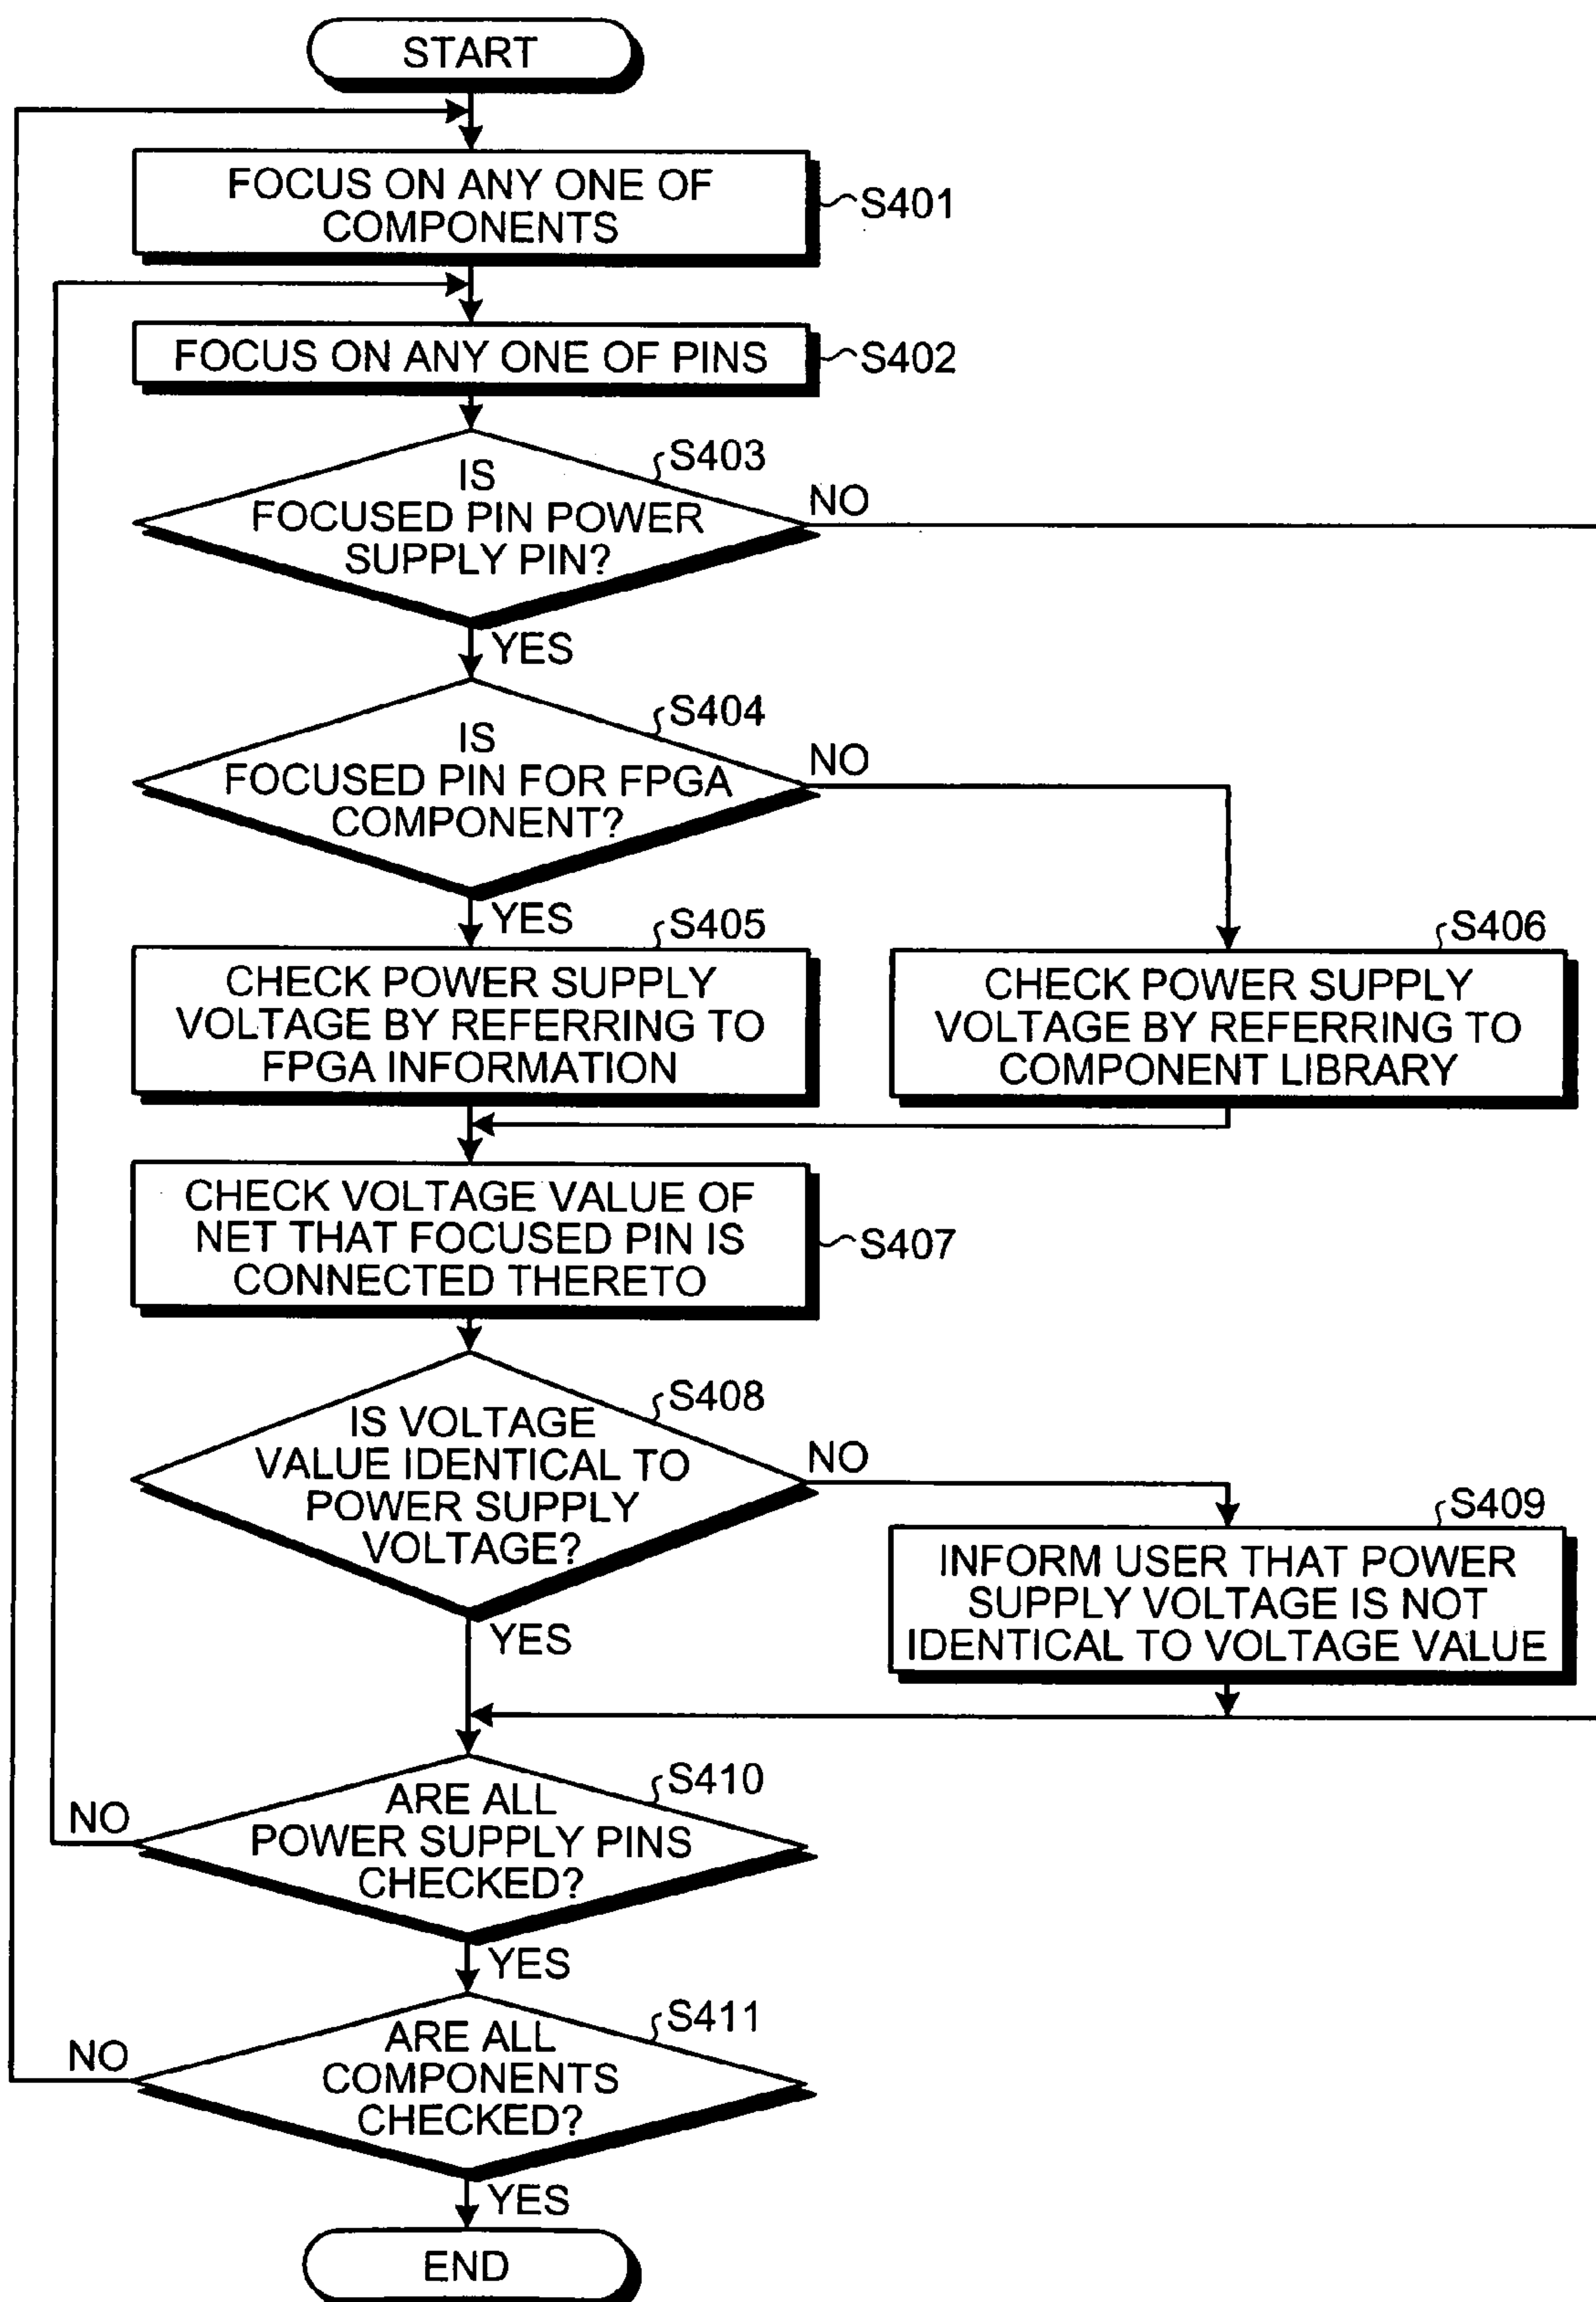 START
FOCUS ON ANY ONE OF
COMPONENTS
S401
FOCUS ON ANY ONE OF PINS
S402
S403
IS
FOCUSED PIN POWER
SUPPLY PIN?
NO
YES
S404
IS
FOCUSED PIN FOR FPGA
COMPONENT?
NO
YES
S405
CHECK POWER SUPPLY
VOLTAGE BY REFERRING TO
FPGA INFORMATION
S406
CHECK POWER SUPPLY
VOLTAGE BY REFERRING TO
COMPONENT LIBRARY
CHECK VOLTAGE VALUE OF
NET THAT FOCUSED PIN IS
CONNECTED THERETO
S407
S408
IS VOLTAGE
VALUE IDENTICAL TO
POWER SUPPLY
VOLTAGE?
NO
YES
S409
INFORM USER THAT POWER
SUPPLY VOLTAGE IS NOT
IDENTICAL TO VOLTAGE VALUE
S410
ARE ALL
POWER SUPPLY PINS
CHECKED?
NO
YES
S411
ARE ALL
COMPONENTS
CHECKED?
NO
YES
END